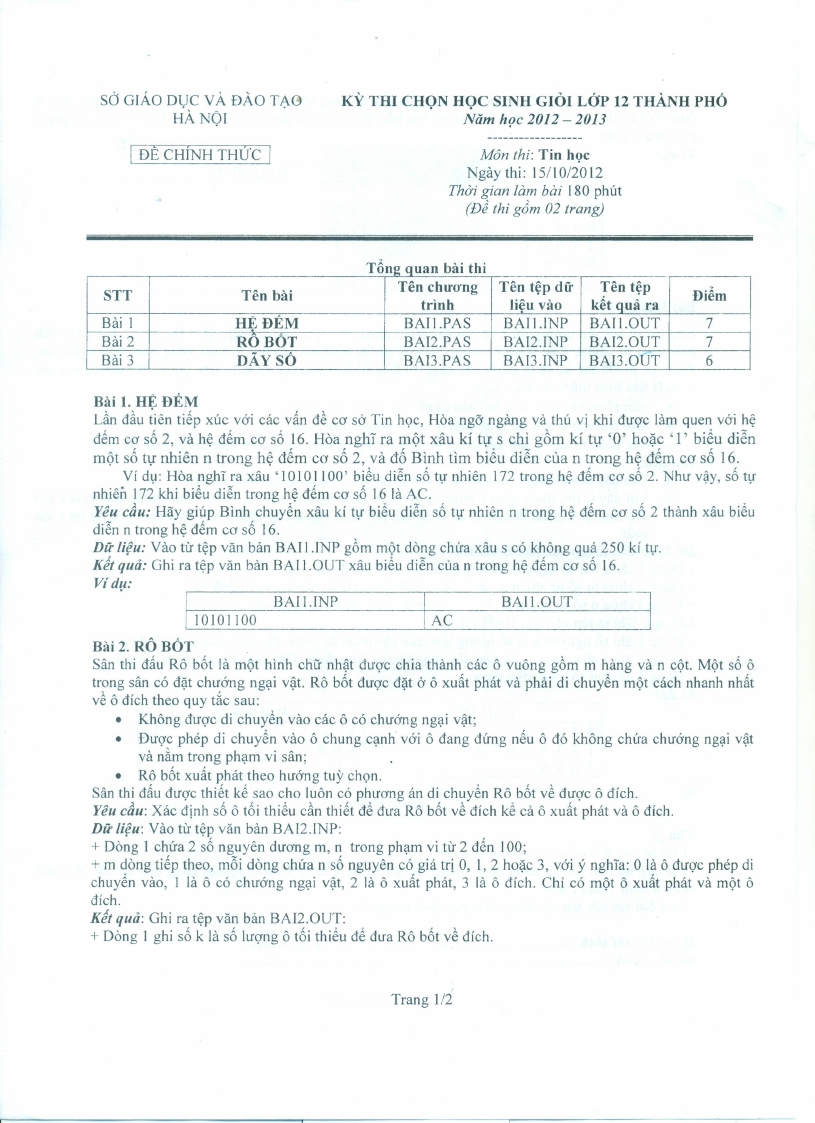 SỞ GIÁO DỤC VÀ ĐÀO TẠO
HÀ NỘI
ĐỀ CHÍNH THỨC
KỲ THI CHỌN HỌC SINH GIỎI LỚP 12 THÀNH PHỐ
Năm học 2012 – 2013
------------------
Môn thi: Tin học
Ngày thi: 15/10/2012
Thời gian làm bài 180 phút
(Đề thi gồm 02 trang)
Tổng quan bài thi
STT Tên bài Tên chương trình Tên tệp dữ liệu vào Tên tệp kết quả ra Điểm
Bài 1 HỆ ĐẾM BAI1.PAS BAI1.INP BAI1.OUT 7
Bài 2 RÔ BỐT BAI2.PAS BAI2.INP BAI2.OUT 7
Bài 3 DÃY SỐ BAI3.PAS BAI3.INP BAI3.OUT 6
Bài 1. HỆ ĐẾM
Lần đầu tiên tiếp xúc với các vấn đề cơ sở Tin học, Hòa ngỡ ngàng và thú vị khi được làm quen với hệ
đếm cơ số 2, và hệ đếm cơ số 16. Hòa nghĩ ra một xâu kí tự s chỉ gồm kí tự ‘0’ hoặc ‘1’ biểu diễn
một số tự nhiên n trong hệ đếm cơ số 2, và đố Bình tìm biểu diễn của n trong hệ đếm cơ số 16.
Ví dụ: Hòa nghĩ ra xâu ‘10101100’ biểu diễn số tự nhiên 172 trong hệ đếm cơ số 2. Như vậy, số tự
nhiên 172 khi biểu diễn trong hệ đếm cơ số 16 là AC.
Yêu cầu: Hãy giúp Bình chuyển xâu kí tự biểu diễn số tự nhiên n trong hệ đếm cơ số 2 thành xâu biểu
diễn n trong hệ đếm cơ số 16.
Dữ liệu: Vào từ tệp văn bản BAI1.INP gồm một dòng chứa xâu s có không quá 250 kí tự.
Kết quả: Ghi ra tệp văn bản BAI1.OUT xâu biểu diễn của n trong hệ đếm cơ số 16.
Ví dụ:
BAI1.INP BAI1.OUT
10101100 AC
Bài 2. RÔ BỐT
Sân thi đấu Rô bốt là một hình chữ nhật được chia thành các ô vuông gồm m hàng và n cột. Một số ô
trong sân có đặt chướng ngại vật. Rô bốt được đặt ở ô xuất phát và phải di chuyển một cách nhanh nhất
về ô đích theo quy tắc sau:
• Không được di chuyển vào các ô có chướng ngại vật;
• Được phép di chuyển vào ô chung cạnh với ô đang đứng nếu ô đó không chứa chướng ngại vật
và nằm trong phạm vi sân;
• Rô bốt xuất phát theo hướng tuỳ chọn.
Sân thi đấu được thiết kế sao cho luôn có phương án di chuyển Rô bốt về được ô đích.
Yêu cầu: Xác định số ô tối thiểu cần thiết để đưa Rô bốt về đích kể cả ô xuất phát và ô đích.
Dữ liệu: Vào từ tệp văn bản BAI2.INP:
+ Dòng 1 chứa 2 số nguyên dương m, n trong phạm vi từ 2 đến 100;
+ m dòng tiếp theo, mỗi dòng chứa n số nguyên có giá trị 0, 1, 2 hoặc 3, với ý nghĩa: 0 là ô được phép di
chuyển vào, 1 là ô có chướng ngại vật, 2 là ô xuất phát, 3 là ô đích. Chỉ có một ô xuất phát và một ô
đích.
Kết quả: Ghi ra tệp văn bản BAI2.OUT:
+ Dòng 1 ghi số k là số lượng ô tối thiểu để đưa Rô bốt về đích.
Trang 1/2